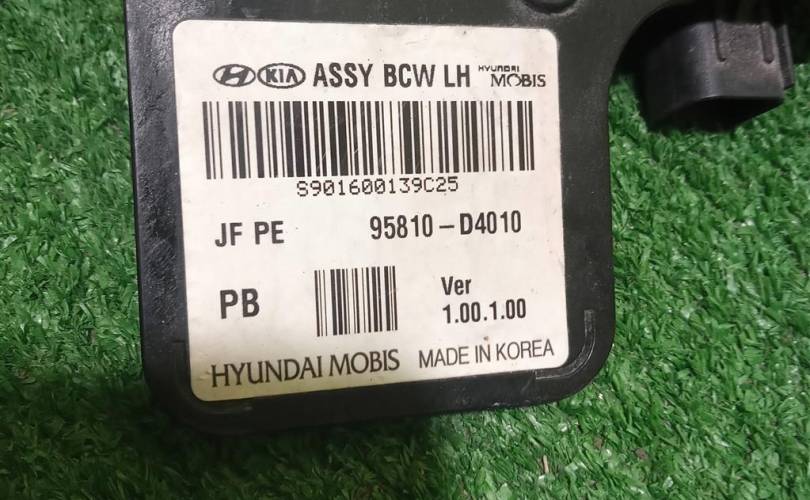 KIA ASSY BCW LH HYUNDAI MOBIS
S901600139C25
JF PE 95810-D4010
PB Ver 1.00.1.00
HYUNDAI MOBIS MADE IN KOREA